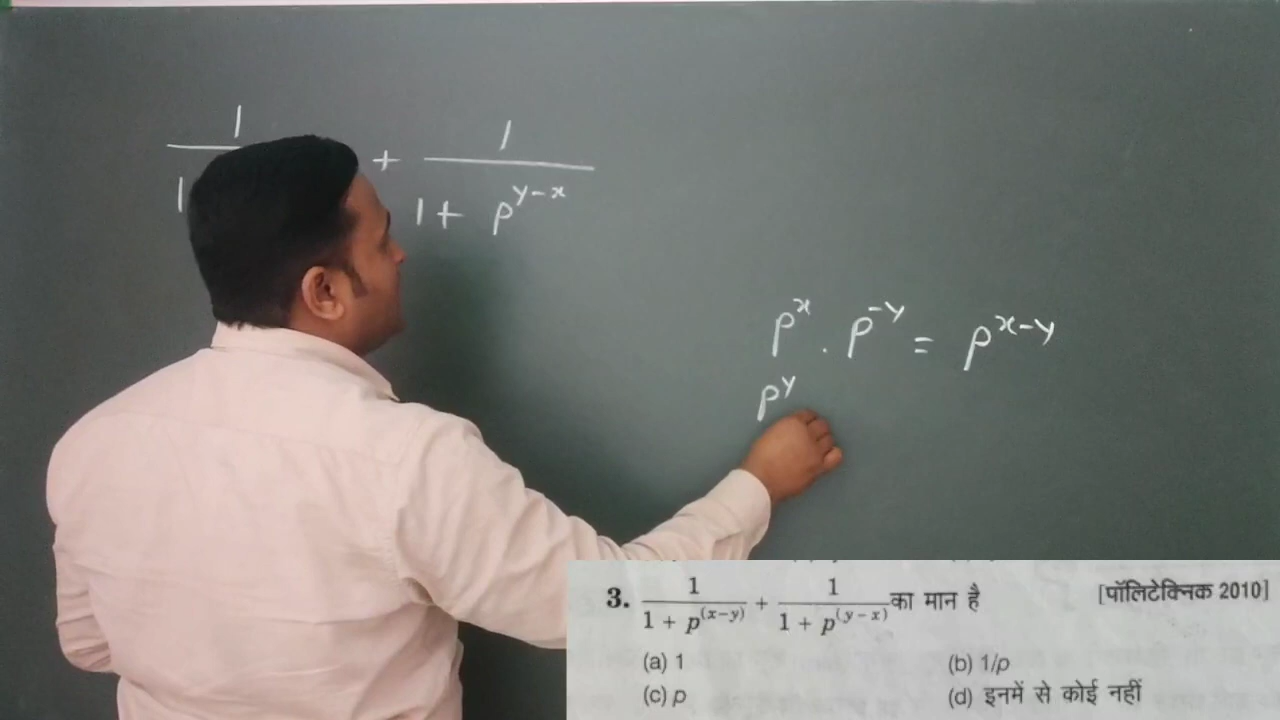 1/1 + 1/(1 + p^(y-x))
p^x . p^-y = p^(x-y)
p^y
3. 1/(1 + p^(x-y)) + 1/(1 + p^(y-x)) का मान है [पॉलिटेक्निक 2010]
(a) 1 (b) 1/p
(c) p (d) इनमें से कोई नहीं